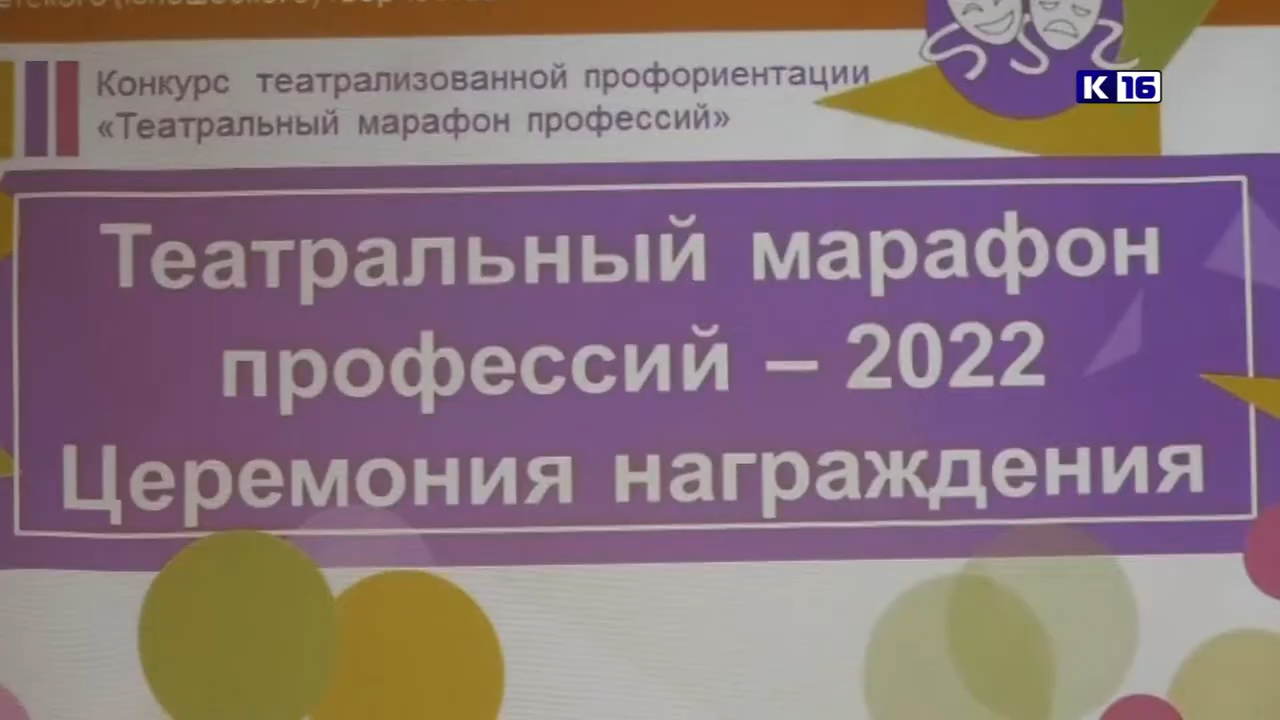 Конкурс театрализованной профориентации
К 16
«Театральный марафон профессий»
Театральный марафон
профессий – 2022
Церемония награждения